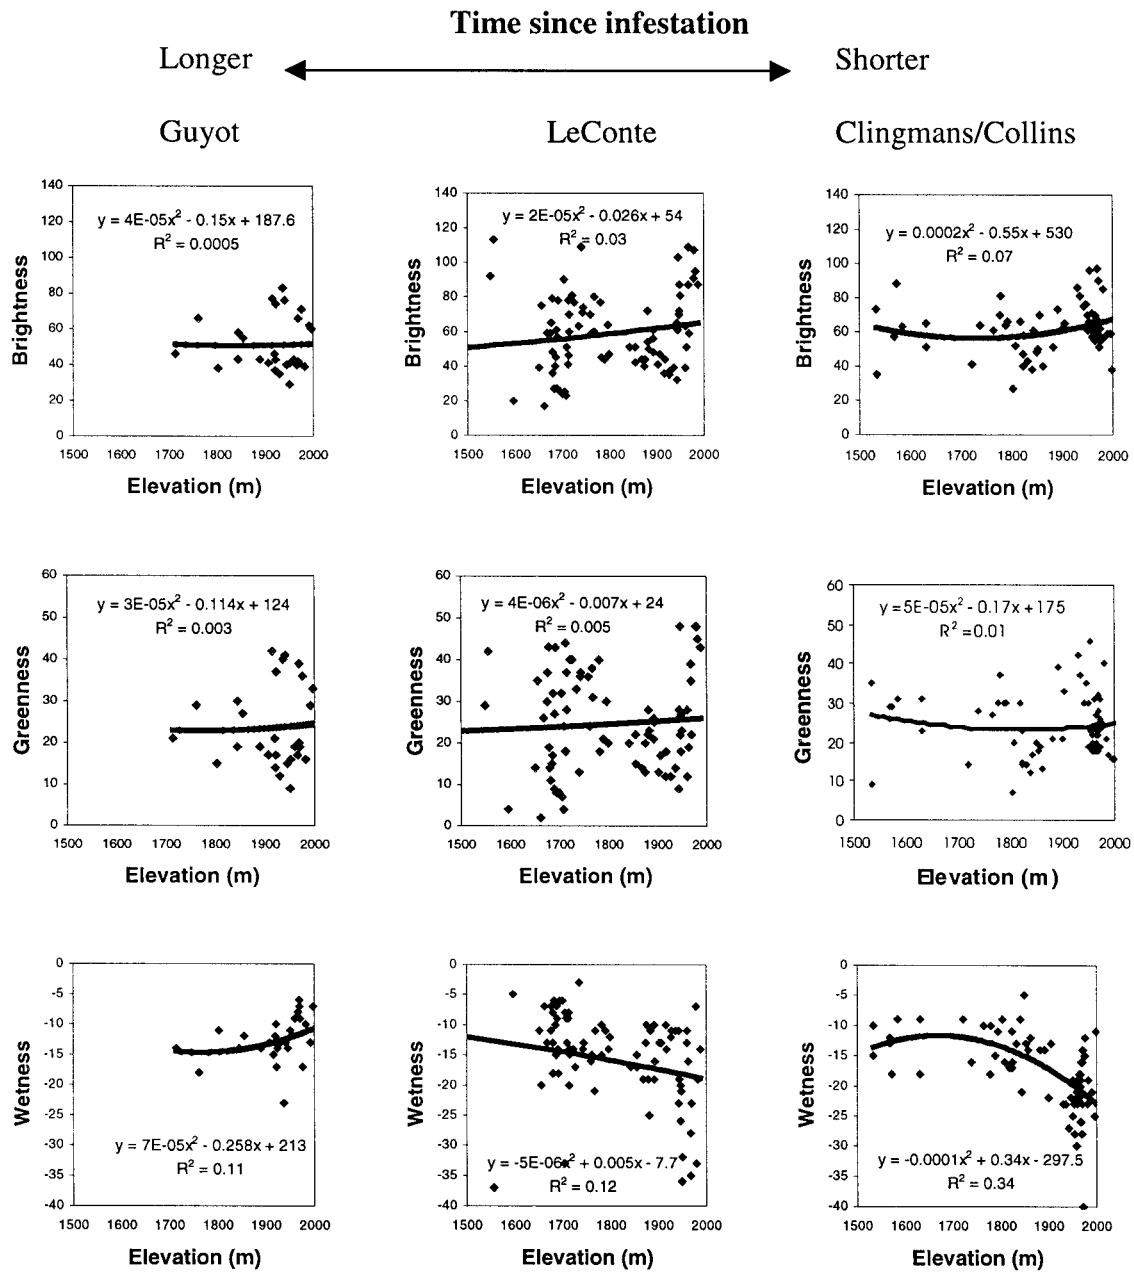 Time since infestation
Longer
Shorter
Guyot
LeConte
Clingmans/Collins
140
120
100
80
60
40
20
0
1500 1600 1700 1800 1900 2000
Brightness
Elevation (m)
y = 4E-05x² - 0.15x + 187.6
R² = 0.0005
140
120
100
80
60
40
20
0
1500 1600 1700 1800 1900 2000
Brightness
Elevation (m)
y = 2E-05x² - 0.026x + 54
R² = 0.03
140
120
100
80
60
40
20
0
1500 1600 1700 1800 1900 2000
Brightness
Elevation (m)
y = 0.0002x² - 0.55x + 530
R² = 0.07
60
50
40
30
20
10
0
1500 1600 1700 1800 1900 2000
Greenness
Elevation (m)
y = 3E-05x² - 0.114x + 124
R² = 0.003
60
50
40
30
20
10
0
1500 1600 1700 1800 1900 2000
Greenness
Elevation (m)
y = 4E-06x² - 0.007x + 24
R² = 0.005
60
50
40
30
20
10
0
1500 1600 1700 1800 1900 2000
Greenness
Elevation (m)
y = 5E-05x² - 0.17x + 175
R² = 0.01
0
-5
-10
-15
-20
-25
-30
-35
-40
1500 1600 1700 1800 1900 2000
Wetness
Elevation (m)
y = 7E-05x² - 0.258x + 213
R² = 0.11
0
-5
-10
-15
-20
-25
-30
-35
-40
1500 1600 1700 1800 1900 2000
Wetness
Elevation (m)
y = -5E-06x² + 0.005x - 7.7
R² = 0.12
0
-5
-10
-15
-20
-25
-30
-35
-40
1500 1600 1700 1800 1900 2000
Wetness
Elevation (m)
y = -0.0001x² + 0.34x - 297.5
R² = 0.34